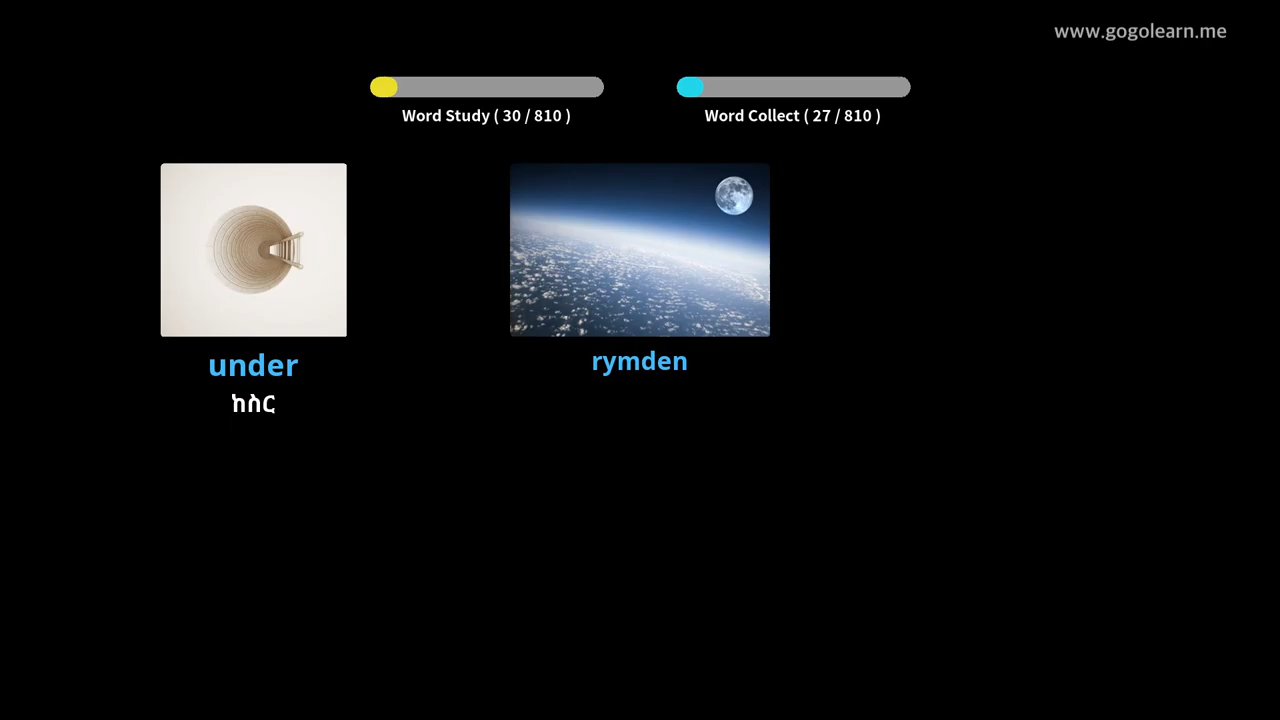 www.gogolearn.me
Word Study ( 30 / 810 )
Word Collect ( 27 / 810 )
under
ከስር
rymden